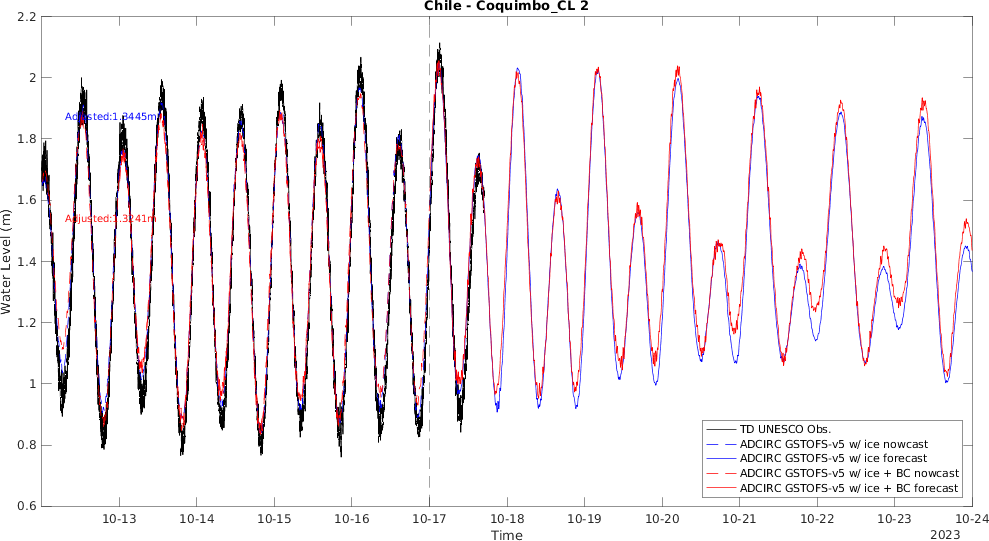 Chile - Coquimbo_CL 2
2.2
2
1.8
1.6
1.4
1.2
1
0.8
0.6
Water Level (m)
Adjusted:1.3445m
Adjusted:1.3241m
TD UNESCO Obs.
ADCIRC GSTOFS-v5 w/ ice nowcast
ADCIRC GSTOFS-v5 w/ ice forecast
ADCIRC GSTOFS-v5 w/ ice + BC nowcast
ADCIRC GSTOFS-v5 w/ ice + BC forecast
10-13 10-14 10-15 10-16 10-17 10-18 10-19 10-20 10-21 10-22 10-23 10-24
Time
2023